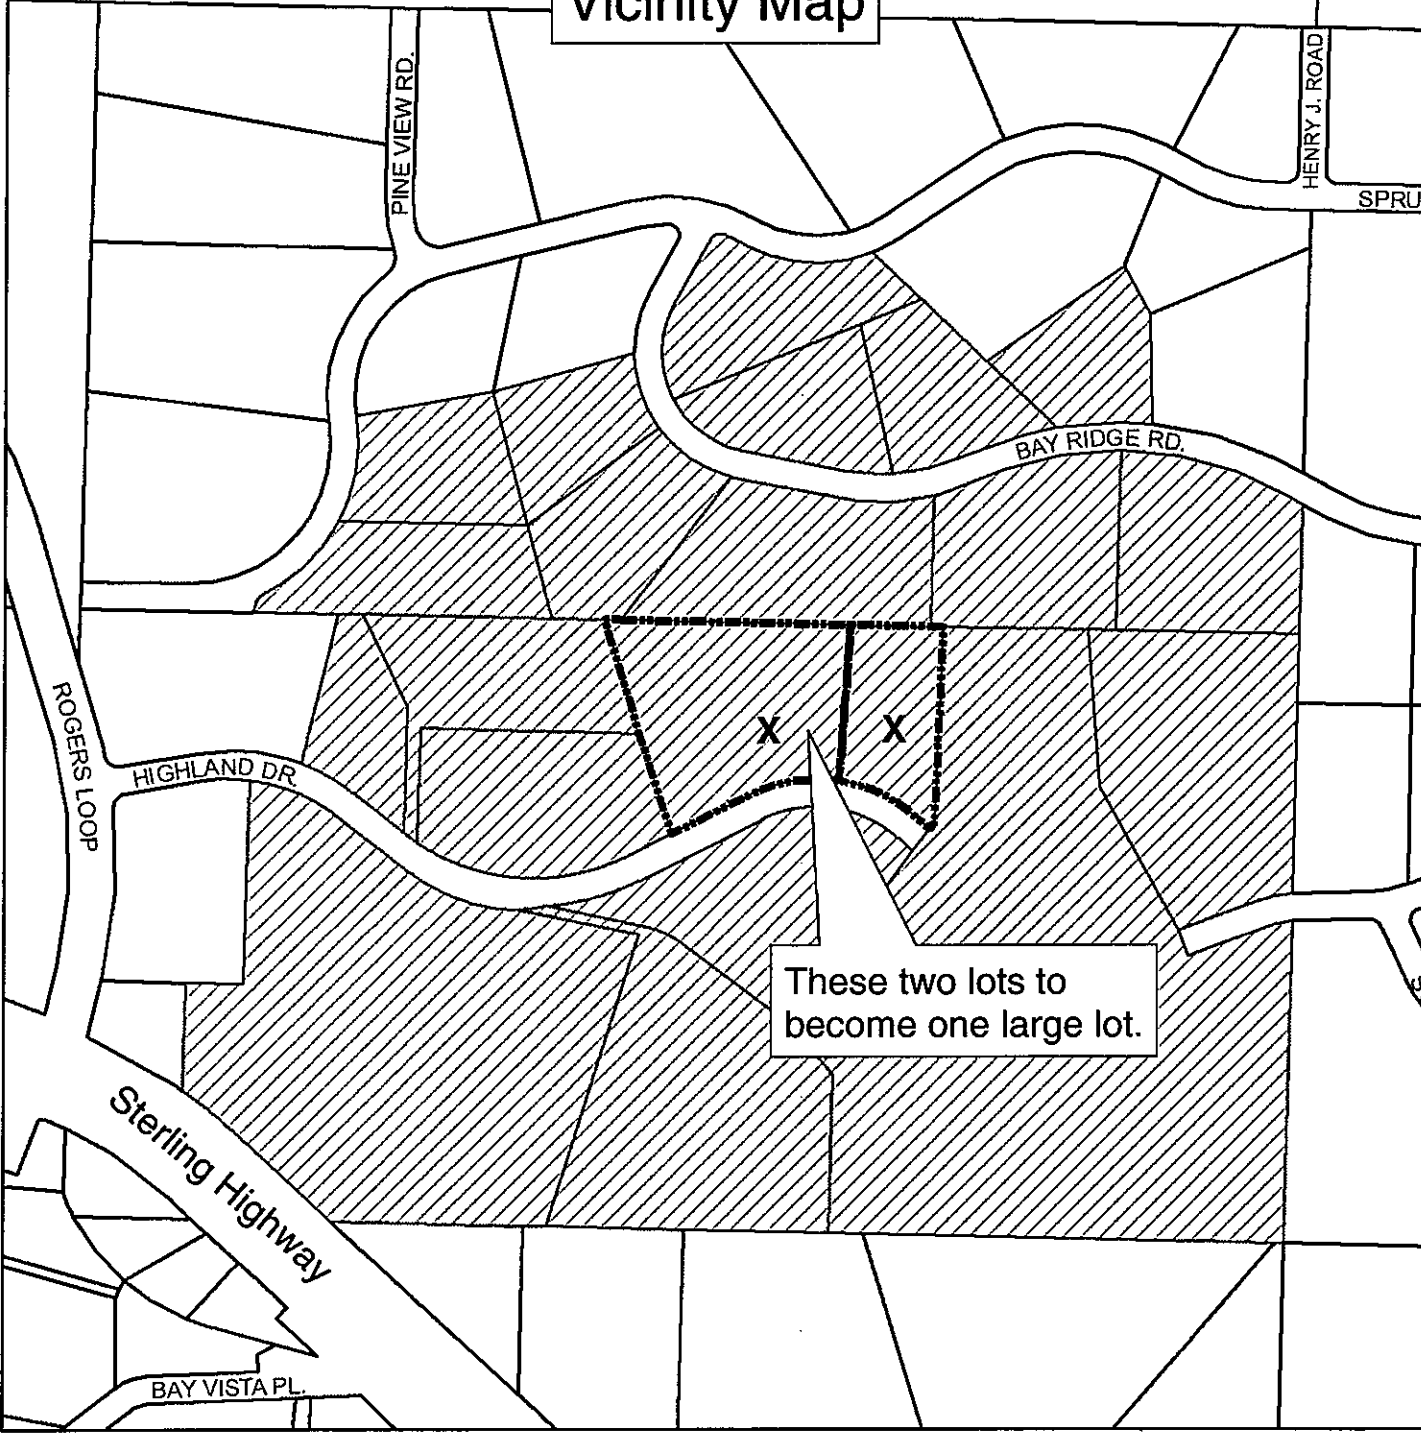 Vicinity Map
PINE VIEW RD.
HENRY J. ROAD
SPRU
BAY RIDGE RD.
ROGERS LOOP
HIGHLAND DR.
X
X
These two lots to
become one large lot.
Sterling Highway
BAY VISTA PL.